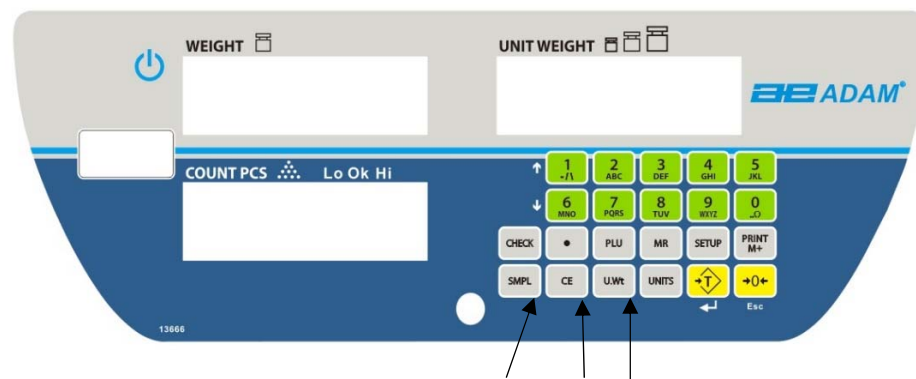 WEIGHT
UNIT WEIGHT
ae ADAM®
COUNT PCS Lo Ok Hi
1 2 3 4 5
-/\ ABC DEF GHI JKL
6 7 8 9 0
MNO PQRS TUV WXYZ _O
CHECK • PLU MR SETUP PRINT M+
SMPL CE U.Wt UNITS →T← →0←
Esc
13666